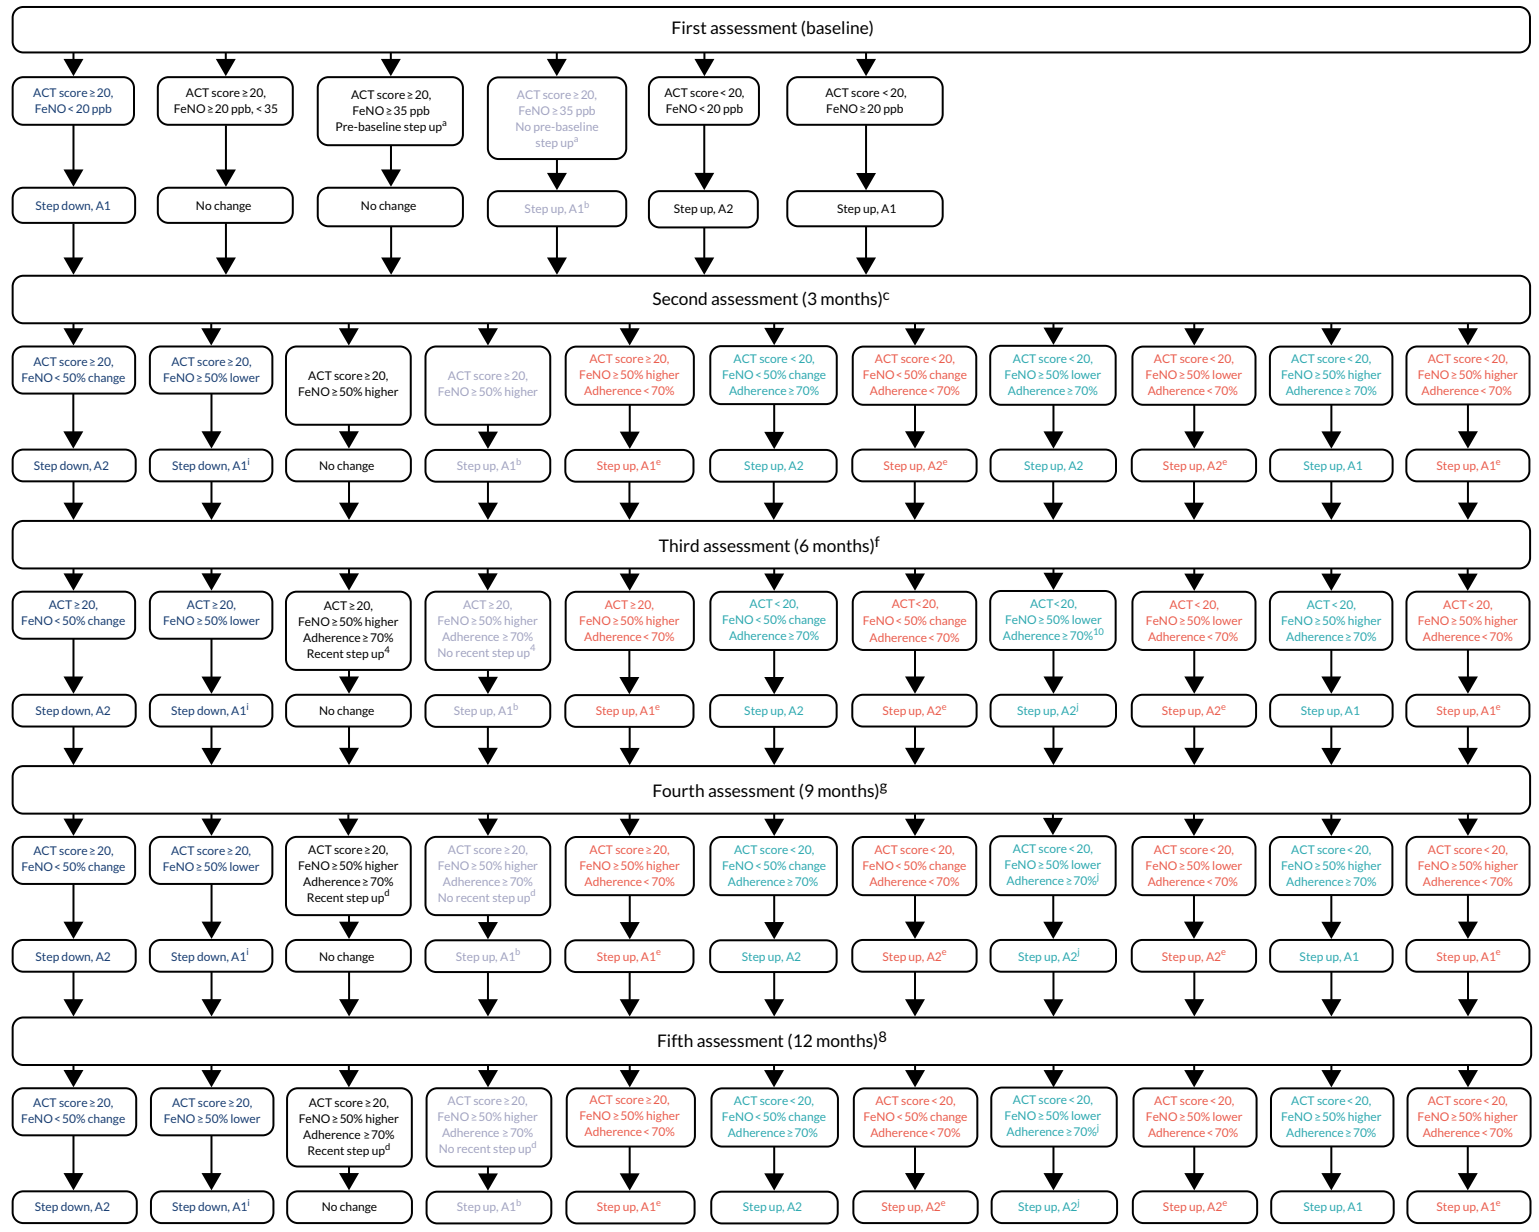 First assessment (baseline)
ACT score ≥ 20,
FeNO < 20 ppb
ACT score ≥ 20,
FeNO ≥ 20 ppb, < 35
ACT score ≥ 20,
FeNO ≥ 35 ppb
Pre-baseline step upᵃ
ACT score ≥ 20,
FeNO ≥ 35 ppb
No pre-baseline
step upᵃ
ACT score < 20,
FeNO < 20 ppb
ACT score < 20,
FeNO ≥ 20 ppb
Step down, A1
No change
No change
Step up, A1ᵇ
Step up, A2
Step up, A1
Second assessment (3 months)ᶜ
ACT score ≥ 20,
FeNO < 50% change
ACT score ≥ 20,
FeNO ≥ 50% lower
ACT score ≥ 20,
FeNO ≥ 50% higher
ACT score ≥ 20,
FeNO ≥ 50% higher
ACT score ≥ 20,
FeNO ≥ 50% higher
Adherence < 70%
ACT score < 20,
FeNO < 50% change
Adherence ≥ 70%
ACT score < 20,
FeNO < 50% change
Adherence < 70%
ACT score < 20,
FeNO ≥ 50% lower
Adherence ≥ 70%
ACT score < 20,
FeNO ≥ 50% lower
Adherence < 70%
ACT score < 20,
FeNO ≥ 50% higher
Adherence ≥ 70%
ACT score < 20,
FeNO ≥ 50% higher
Adherence < 70%
Step down, A2
Step down, A1ⁱ
No change
Step up, A1ᵇ
Step up, A1ᵉ
Step up, A2
Step up, A2ᵉ
Step up, A2
Step up, A2ᵉ
Step up, A1
Step up, A1ᵉ
Third assessment (6 months)ᶠ
ACT ≥ 20,
FeNO < 50% change
ACT ≥ 20,
FeNO ≥ 50% lower
ACT ≥ 20,
FeNO ≥ 50% higher
Adherence ≥ 70%
Recent step up⁴
ACT ≥ 20,
FeNO ≥ 50% higher
Adherence ≥ 70%
No recent step up⁴
ACT ≥ 20,
FeNO ≥ 50% higher
Adherence < 70%
ACT < 20,
FeNO < 50% change
Adherence ≥ 70%
ACT < 20,
FeNO < 50% change
Adherence < 70%
ACT < 20,
FeNO ≥ 50% lower
Adherence ≥ 70%¹⁰
ACT < 20,
FeNO ≥ 50% lower
Adherence < 70%
ACT < 20,
FeNO ≥ 50% higher
Adherence ≥ 70%
ACT < 20,
FeNO ≥ 50% higher
Adherence < 70%
Step down, A2
Step down, A1ⁱ
No change
Step up, A1ᵇ
Step up, A1ᵉ
Step up, A2
Step up, A2ᵉ
Step up, A2ʲ
Step up, A2ᵉ
Step up, A1
Step up, A1ᵉ
Fourth assessment (9 months)ᵍ
ACT score ≥ 20,
FeNO < 50% change
ACT score ≥ 20,
FeNO ≥ 50% lower
ACT score ≥ 20,
FeNO ≥ 50% higher
Adherence ≥ 70%
Recent step upᵈ
ACT score ≥ 20,
FeNO ≥ 50% higher
Adherence ≥ 70%
No recent step upᵈ
ACT score ≥ 20,
FeNO ≥ 50% higher
Adherence < 70%
ACT score < 20,
FeNO < 50% change
Adherence ≥ 70%
ACT score < 20,
FeNO < 50% change
Adherence < 70%
ACT score < 20,
FeNO ≥ 50% lower
Adherence ≥ 70%ʲ
ACT score < 20,
FeNO ≥ 50% lower
Adherence < 70%
ACT score < 20,
FeNO ≥ 50% higher
Adherence ≥ 70%
ACT score < 20,
FeNO ≥ 50% higher
Adherence < 70%
Step down, A2
Step down, A1ⁱ
No change
Step up, A1ᵇ
Step up, A1ᵉ
Step up, A2
Step up, A2ᵉ
Step up, A2ʲ
Step up, A2ᵉ
Step up, A1
Step up, A1ᵉ
Fifth assessment (12 months)⁸
ACT score ≥ 20,
FeNO < 50% change
ACT score ≥ 20,
FeNO ≥ 50% lower
ACT score ≥ 20,
FeNO ≥ 50% higher
Adherence ≥ 70%
Recent step upᵈ
ACT score ≥ 20,
FeNO ≥ 50% higher
Adherence ≥ 70%
No recent step upᵈ
ACT score ≥ 20,
FeNO ≥ 50% higher
Adherence < 70%
ACT score < 20,
FeNO < 50% change
Adherence ≥ 70%
ACT score < 20,
FeNO < 50% change
Adherence < 70%
ACT score < 20,
FeNO ≥ 50% lower
Adherence ≥ 70%ʲ
ACT score < 20,
FeNO ≥ 50% lower
Adherence < 70%
ACT score < 20,
FeNO ≥ 50% higher
Adherence ≥ 70%
ACT score < 20,
FeNO ≥ 50% higher
Adherence < 70%
Step down, A2
Step down, A1ⁱ
No change
Step up, A1ᵇ
Step up, A1ᵉ
Step up, A2
Step up, A2ᵉ
Step up, A2ʲ
Step up, A2ᵉ
Step up, A1
Step up, A1ᵉ